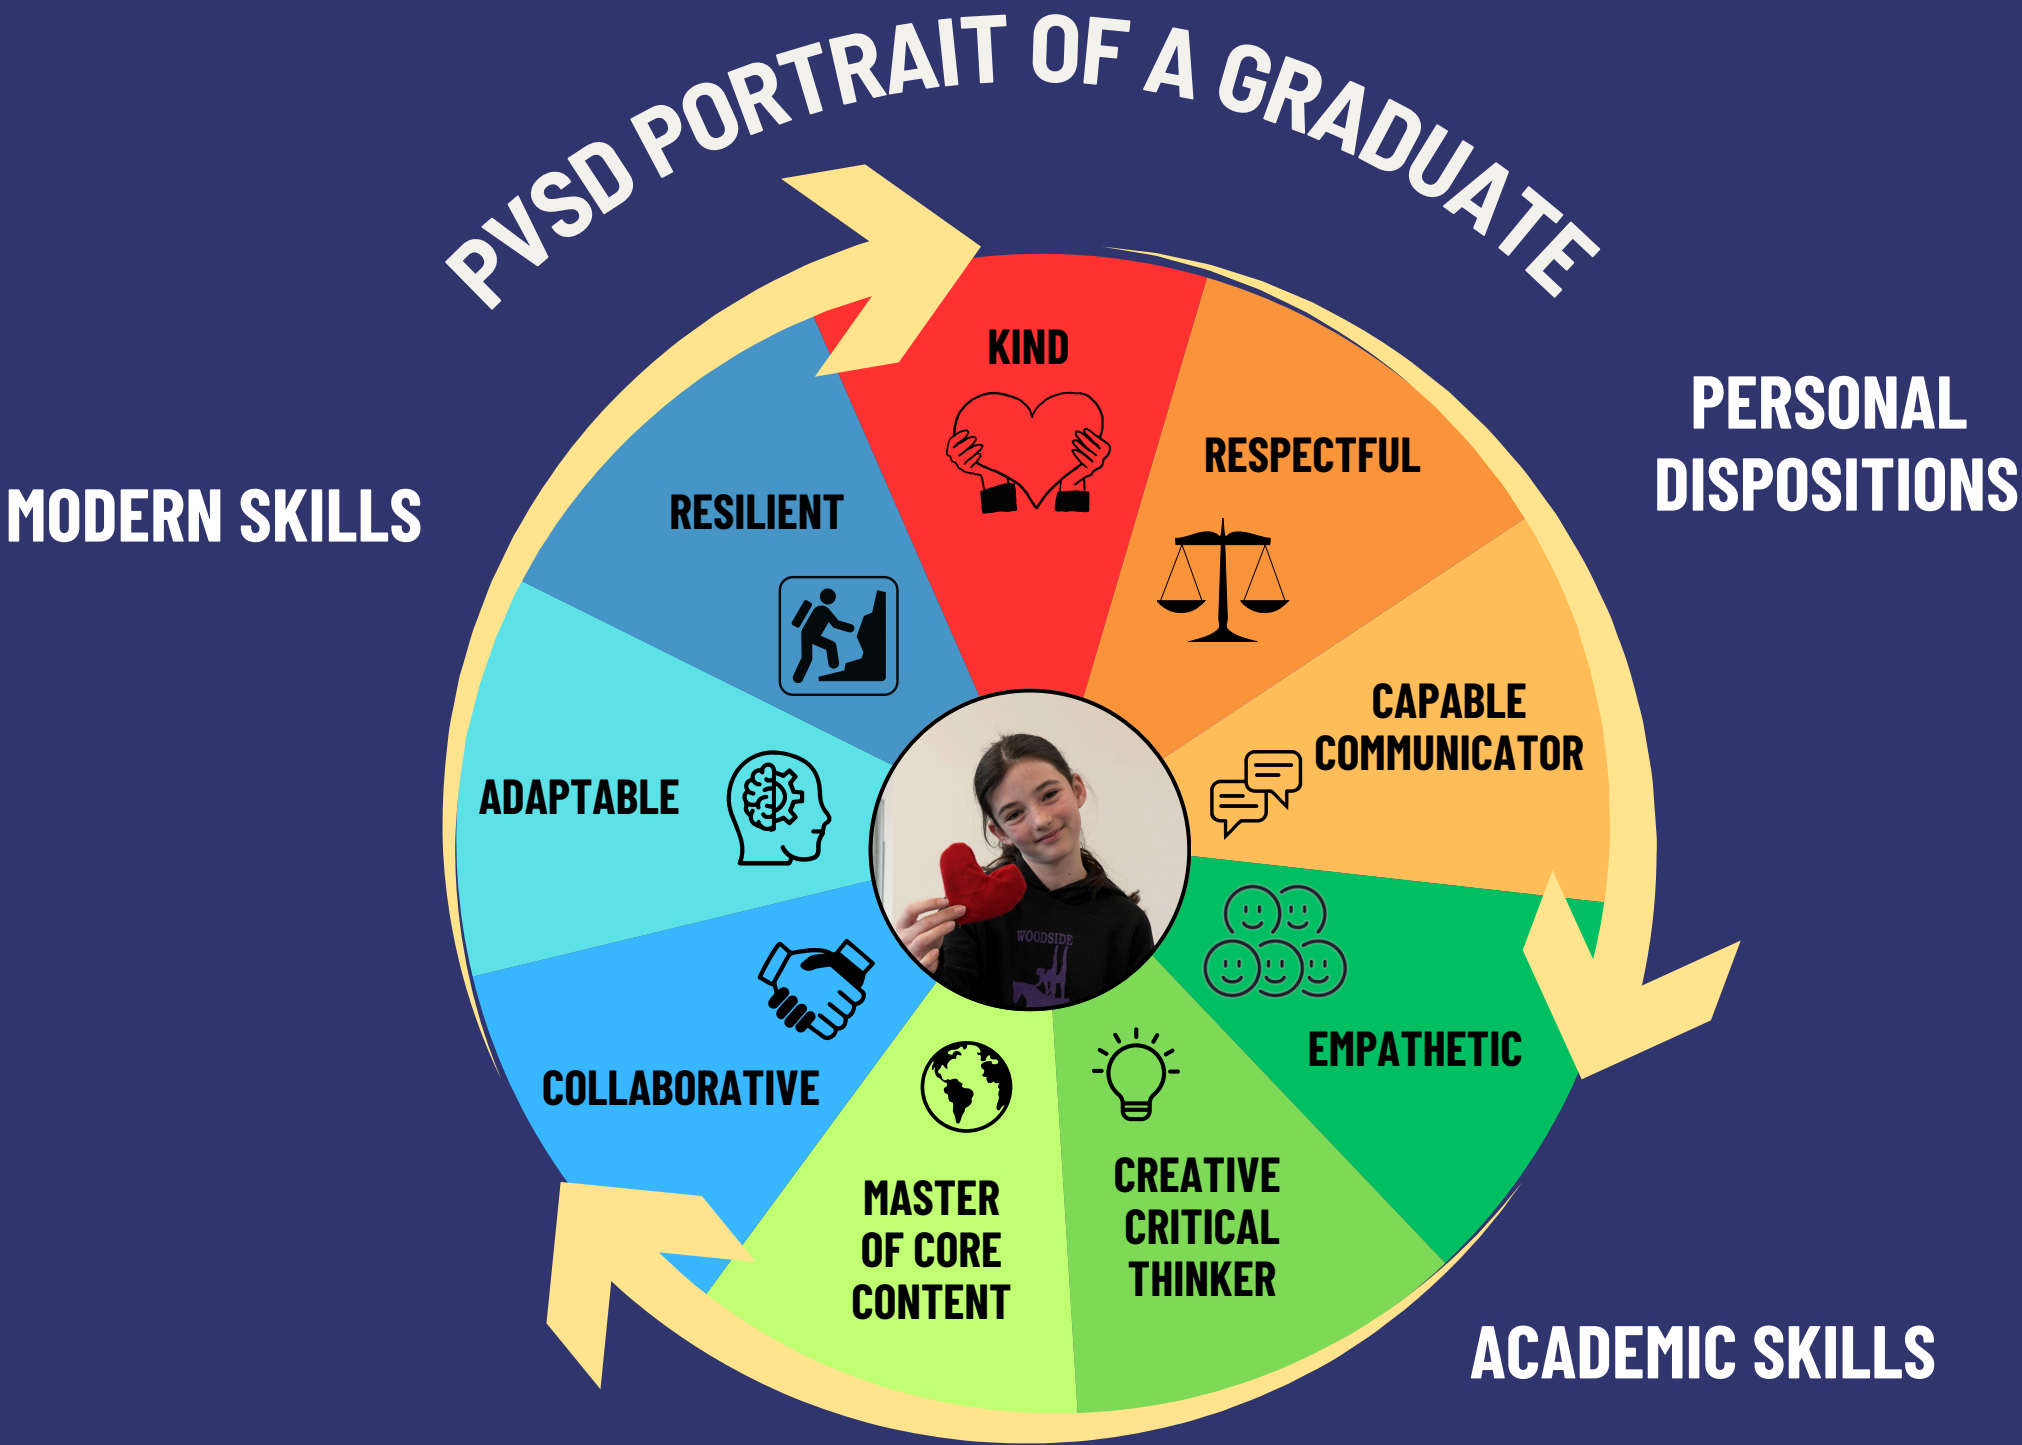 PVSD PORTRAIT OF A GRADUATE
KIND
RESPECTFUL
PERSONAL
DISPOSITIONS
MODERN SKILLS
RESILIENT
CAPABLE
COMMUNICATOR
ADAPTABLE
WOODSIDE
EMPATHETIC
COLLABORATIVE
MASTER
OF CORE
CONTENT
CREATIVE
CRITICAL
THINKER
ACADEMIC SKILLS